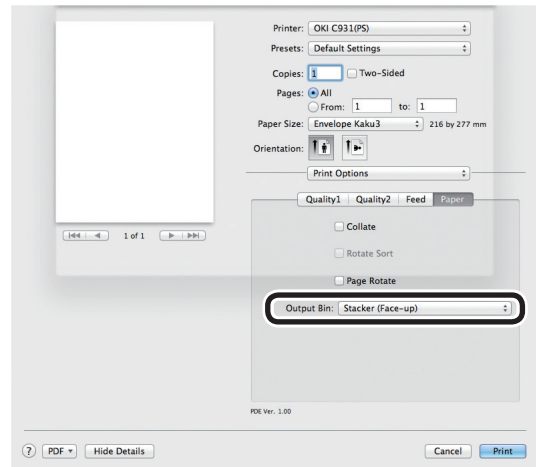 Printer: OKI C931(PS)
Presets: Default Settings
Copies: 1 Two-Sided
Pages: All
From: 1 to: 1
Paper Size: Envelope Kaku3 216 by 277 mm
Orientation:
Print Options
Quality1 Quality2 Feed Paper
Collate
1 of 1
Rotate Sort
Page Rotate
Output Bin: Stacker (Face-up)
PDE Ver. 1.00
? PDF Hide Details Cancel Print